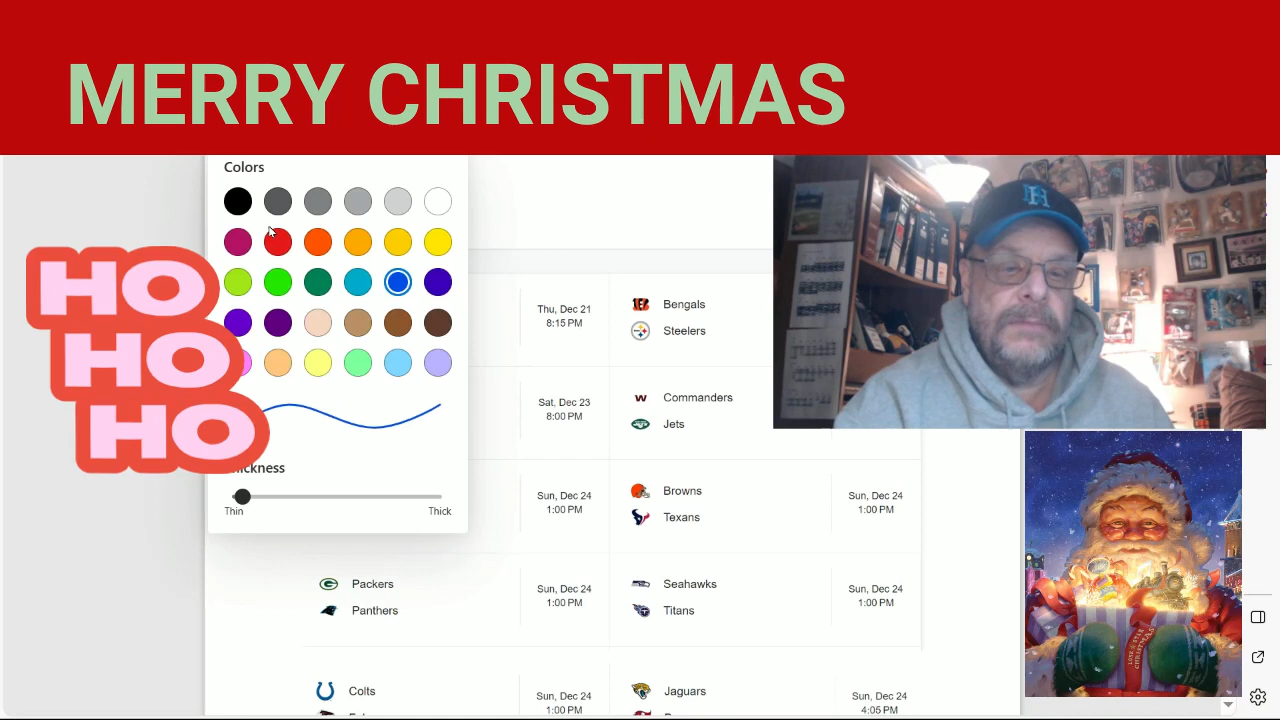 MERRY CHRISTMAS
Colors
HO
HO
HO
Thickness
Thin Thick
Thu, Dec 21
8:15 PM
Bengals
Steelers
Sat, Dec 23
8:00 PM
Commanders
Jets
Sun, Dec 24
1:00 PM
Browns
Texans
Sun, Dec 24
1:00 PM
Packers
Panthers
Sun, Dec 24
1:00 PM
Seahawks
Titans
Sun, Dec 24
1:00 PM
Colts
Sun, Dec 24
1:00 PM
Jaguars
Sun, Dec 24
4:05 PM
H
CHRISTMAS